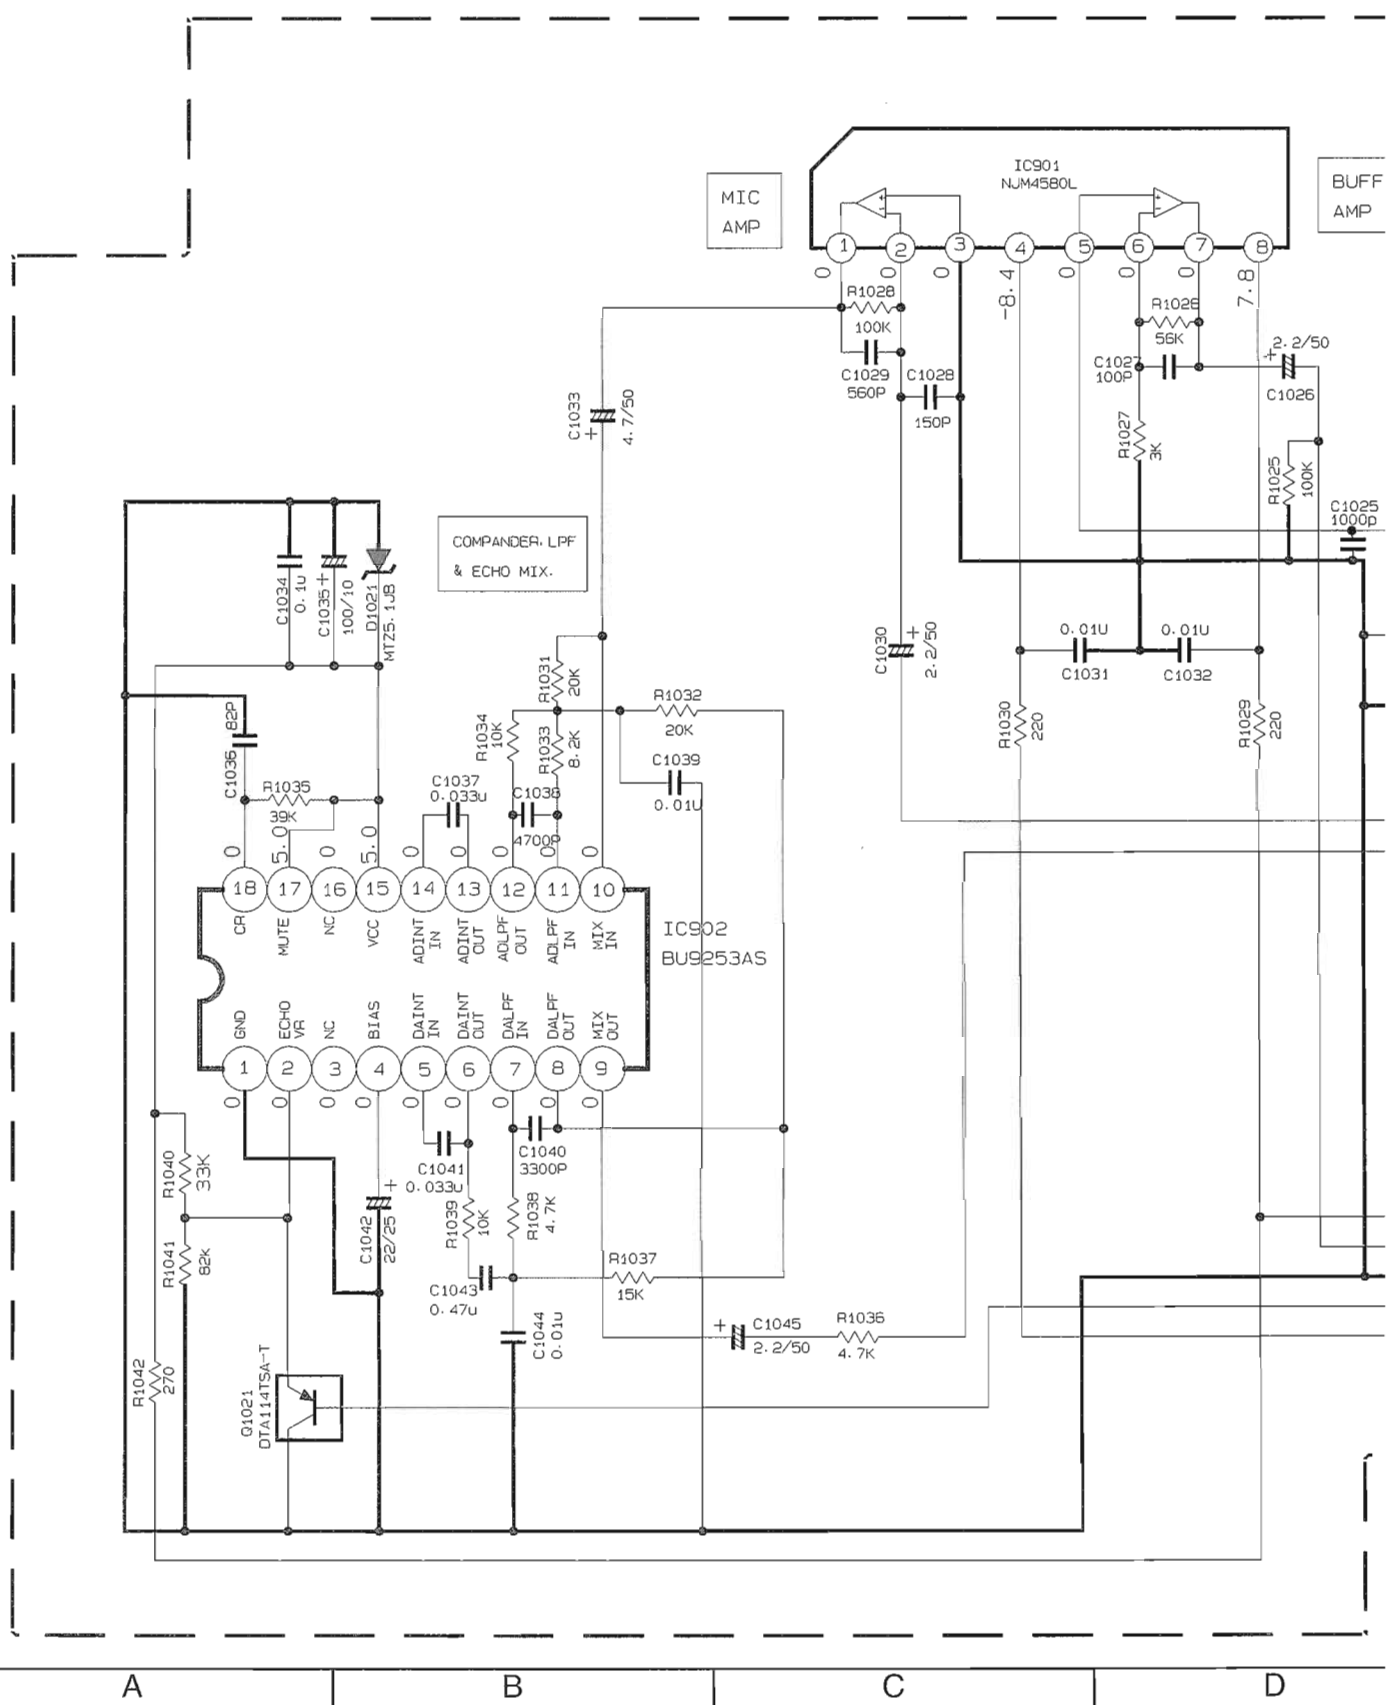 IC901
NJM4580L
MIC
AMP
BUFF
AMP
1
2
3
4
5
6
7
8
0
0
0
-8.4
0
0
0
7.8
R1028
100K
C1029
560P
C1028
150P
R1026
56K
C1027
100P
2.2/50
+
C1026
R1027
3K
R1025
100K
C1025
1000p
C1033
+
4.7/50
COMPANDER. LPF
& ECHO MIX.
C1034
0.1U
C1035
+
100/10
D1021
MTZ5.1JB
C1030
+
2.2/50
0.01U
C1031
0.01U
C1032
R1031
20K
R1032
20K
R1034
10K
R1033
8.2K
R1030
220
R1029
220
82P
C1036
R1035
39K
C1037
0.033u
C1038
4700P
C1039
0.01U
0
5.0
0
5.0
0
0
0
0
0
18
17
16
15
14
13
12
11
10
CR
MUTE
NC
VCC
ADINT
IN
ADINT
OUT
ADLPF
OUT
ADLPF
IN
MIX
IN
IC902
BU9253AS
GND
ECHO
VR
NC
BIAS
DAINT
IN
DAINT
OUT
DALPF
IN
DALPF
OUT
MIX
OUT
1
2
3
4
5
6
7
8
9
0
0
0
0
0
0
0
0
0
R1040
33K
C1041
0.033U
C1040
3300P
R1041
82K
C1042
+
22/25
R1039
10K
R1038
4.7K
C1043
0.47u
R1037
15K
C1044
0.01u
+
C1045
2.2/50
R1036
4.7K
R1042
270
Q1021
DTA114TSA-T
A
B
C
D